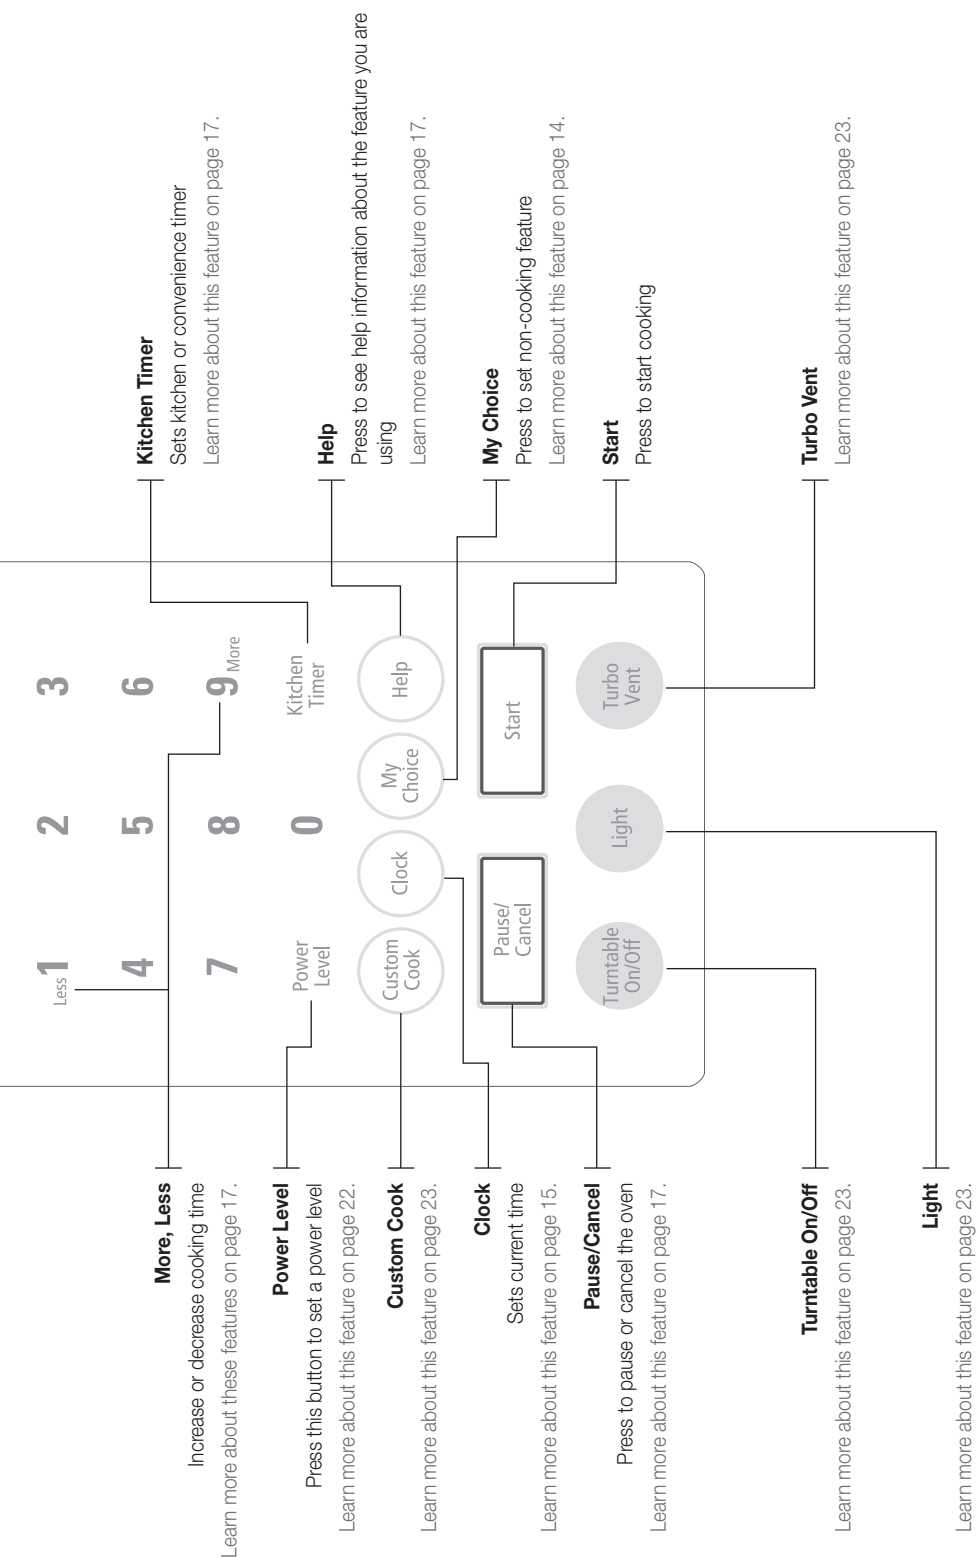 More, Less
Increase or decrease cooking time
Learn more about these features on page 17.
Power Level
Press this button to set a power level
Learn more about this feature on page 22.
Custom Cook
Learn more about this feature on page 23.
Clock
Sets current time
Learn more about this feature on page 15.
Pause/Cancel
Press to pause or cancel the oven
Learn more about this feature on page 17.
Turntable On/Off
Learn more about this feature on page 23.
Light
Learn more about this feature on page 23.
Less 1 2 3
4 5 6
7 8 9 More
Power
Level
0
Kitchen
Timer
Custom
Cook
Clock
My
Choice
Help
Pause/
Cancel
Start
Turntable
On/Off
Light
Turbo
Vent
Kitchen Timer
Sets kitchen or convenience timer
Learn more about this feature on page 17.
Help
Press to see help information about the feature you are
using
Learn more about this feature on page 17.
My Choice
Press to set non-cooking feature
Learn more about this feature on page 14.
Start
Press to start cooking
Turbo Vent
Learn more about this feature on page 23.